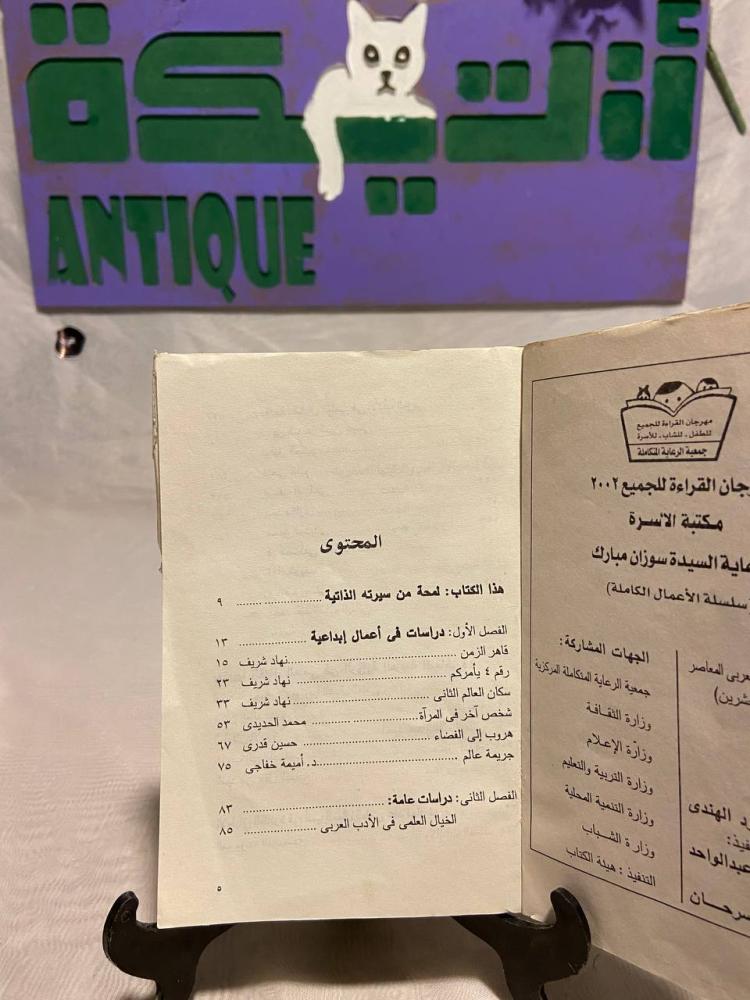 أنتيكة
ANTIQUE
مهرجان القراءة للجميع
للطفل . للشاب . للأسرة
جمعية الرعاية المتكاملة
القراءة للجميع ٢٠٠٢
مكتبة الأسرة
السيدة سوزان مبارك
سلسلة الأعمال الكاملة)
الجهات المشاركة:
جمعية الرعاية المتكاملة المركزية
وزارة الثقافة
وزارة الإعلام
وزارة التربية والتعليم
وزارة التنمية المحلية
وزارة الشباب
التنفيذ : هيئة الكتاب
المعاصر
الهندى
عبدالواحد
سرحان
المحتوى
هذا الكتاب: لمحة من سيرته الذاتية ........ ٩
الفصل الأول: دراسات فى أعمال إبداعية ........ ١٣
قاهر الزمن ........ نهاد شريف ١٥
رقم ٤ يأمركم ........ نهاد شريف ٢٣
سكان العالم الثانى ........ نهاد شريف ٣٣
شخص آخر فى المرآة ........ محمد الحديدى ٥٣
هروب إلى الفضاء ........ حسين قدرى ٦٧
جريمة عالم ........ د. أميمة خفاجى ٧٥
الفصل الثانى: دراسات عامة: ........ ٨٣
الخيال العلمى فى الأدب العربى ........ ٨٥
٥